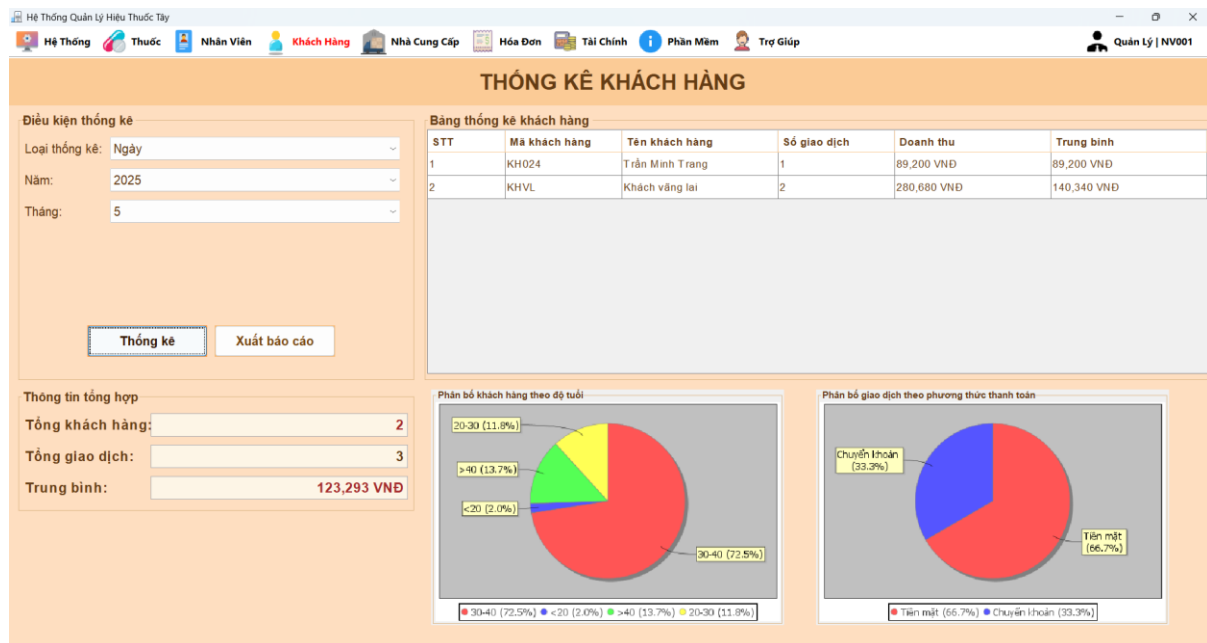 Hệ Thống Quản Lý Hiệu Thuốc Tây
Hệ Thống Thuốc Nhân Viên Khách Hàng Nhà Cung Cấp Hóa Đơn Tài Chính Phần Mềm Trợ Giúp Quản Lý | NV001
THỐNG KÊ KHÁCH HÀNG
Điều kiện thống kê
Loại thống kê: Ngày
Năm: 2025
Tháng: 5
Thống kê Xuất báo cáo
Bảng thống kê khách hàng
STT Mã khách hàng Tên khách hàng Số giao dịch Doanh thu Trung bình
1 KH024 Trần Minh Trang 1 89,200 VNĐ 89,200 VNĐ
2 KHVL Khách vãng lai 2 280,680 VNĐ 140,340 VNĐ
Thông tin tổng hợp
Tổng khách hàng: 2
Tổng giao dịch: 3
Trung bình: 123,293 VNĐ
Phân bố khách hàng theo độ tuổi
20-30 (11.8%)
>40 (13.7%)
<20 (2.0%)
30-40 (72.5%)
30-40 (72.5%) <20 (2.0%) >40 (13.7%) 20-30 (11.8%)
Phân bố giao dịch theo phương thức thanh toán
Chuyển khoản
(33.3%)
Tiền mặt
(66.7%)
Tiền mặt (66.7%) Chuyển khoản (33.3%)